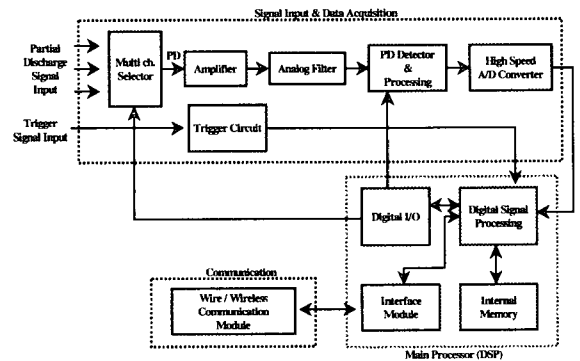 Signal Input & Data Acquisition
Partial
Discharge
Signal
Input
Multi ch.
Selector
PD
Amplifier
Analog Filter
PD Detector
&
Processing
High Speed
A/D Converter
Trigger
Signal Input
Trigger Circuit
Digital I/O
Digital Signal
Processing
Communication
Wire / Wireless
Communication
Module
Interface
Module
Internal
Memory
Main Processor (DSP)